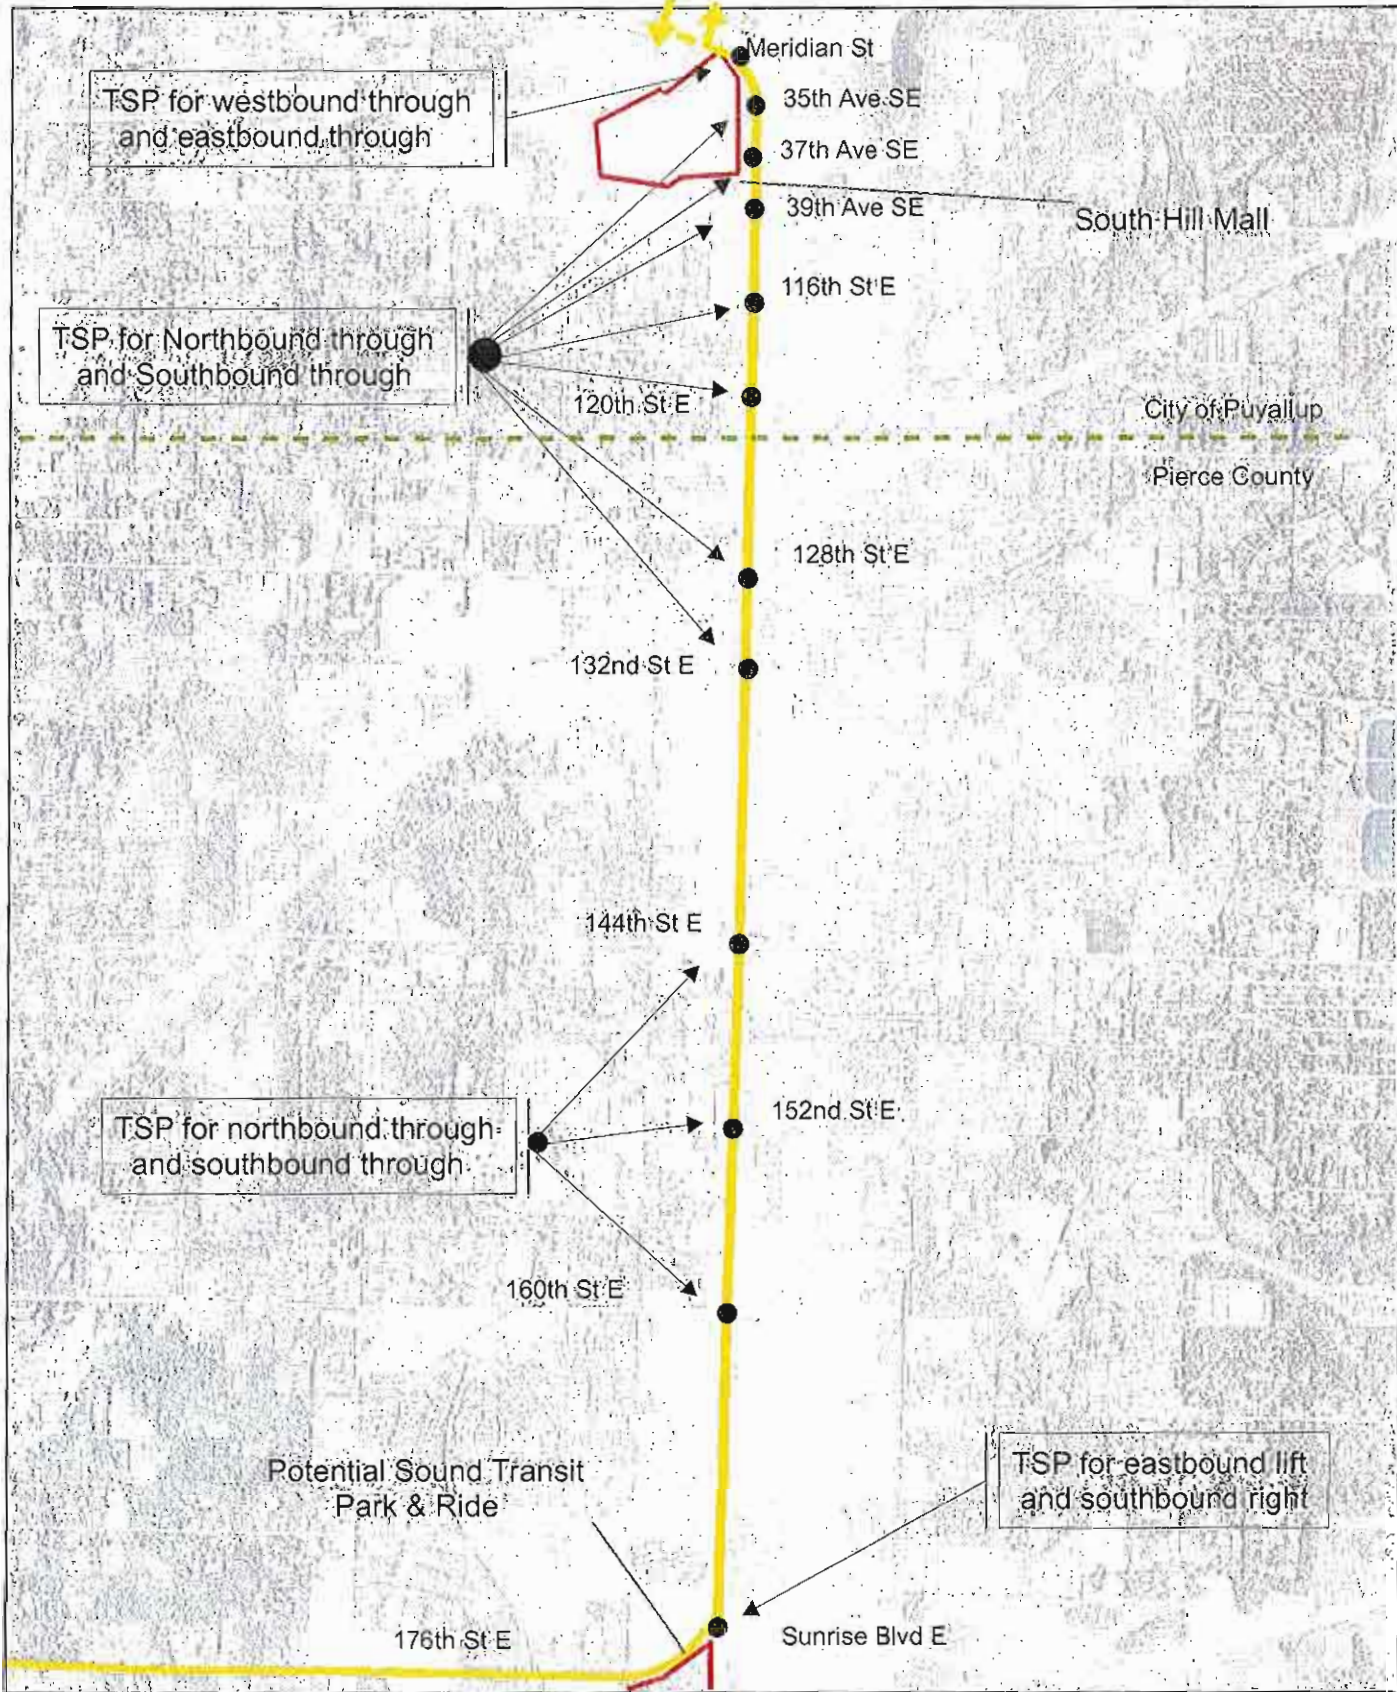 Meridian St
TSP for westbound through
and eastbound through
35th Ave SE
37th Ave SE
39th Ave SE
South Hill Mall
116th St E
TSP for Northbound through
and Southbound through
120th St E
City of Puyallup
Pierce County
128th St E
132nd St E
144th St E
152nd St E
TSP for northbound through
and southbound through
160th St E
Potential Sound Transit
Park & Ride
TSP for eastbound lift
and southbound right
176th St E
Sunrise Blvd E